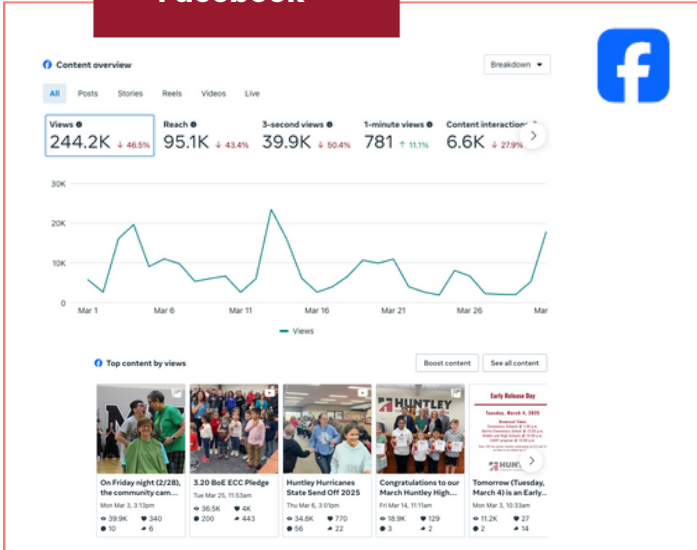 Facebook
Content overview
Breakdown
All Posts Stories Reels Videos Live
Views Reach 3-second views 1-minute views Content interactions
244.2K ↓ 46.5% 95.1K ↓ 43.4% 39.9K ↓ 50.4% 781 ↑ 11.1% 6.6K ↓ 27.9%
30K
20K
10K
0
Mar 1 Mar 6 Mar 11 Mar 16 Mar 21 Mar 26 Mar
Views
Top content by views
Boost content See all content
HUNTLEY
Early Release Day
Tuesday, March 4, 2025
On Friday night (2/28),
the community cam...
Mon Mar 3, 3:13pm
39.9K 340
10 6
3.20 BoE ECC Pledge
Tue Mar 25, 11:53am
36.5K 4K
200 443
Huntley Hurricanes
State Send Off 2025
Thu Mar 6, 3:01pm
34.8K 770
56 22
Congratulations to our
March Huntley High...
Fri Mar 14, 11:11am
18.9K 129
3 2
Tomorrow (Tuesday,
March 4) is an Early...
Mon Mar 3, 10:33am
11.2K 27
2 14